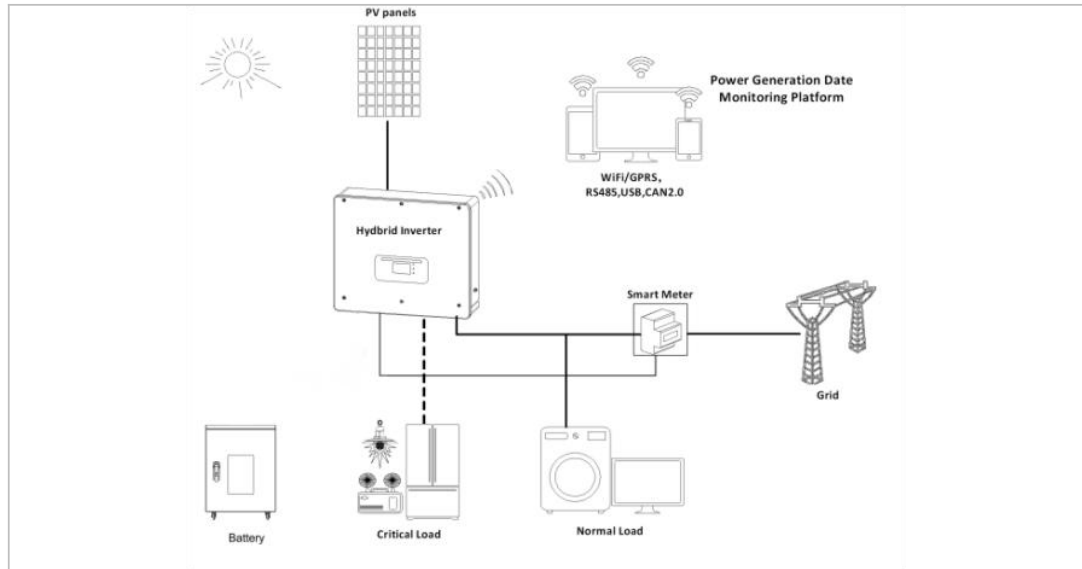 PV panels
Power Generation Date
Monitoring Platform
WiFi/GPRS、
RS485,USB,CAN2.0
Hydbrid Inverter
Smart Meter
Grid
Battery
Critical Load
Normal Load